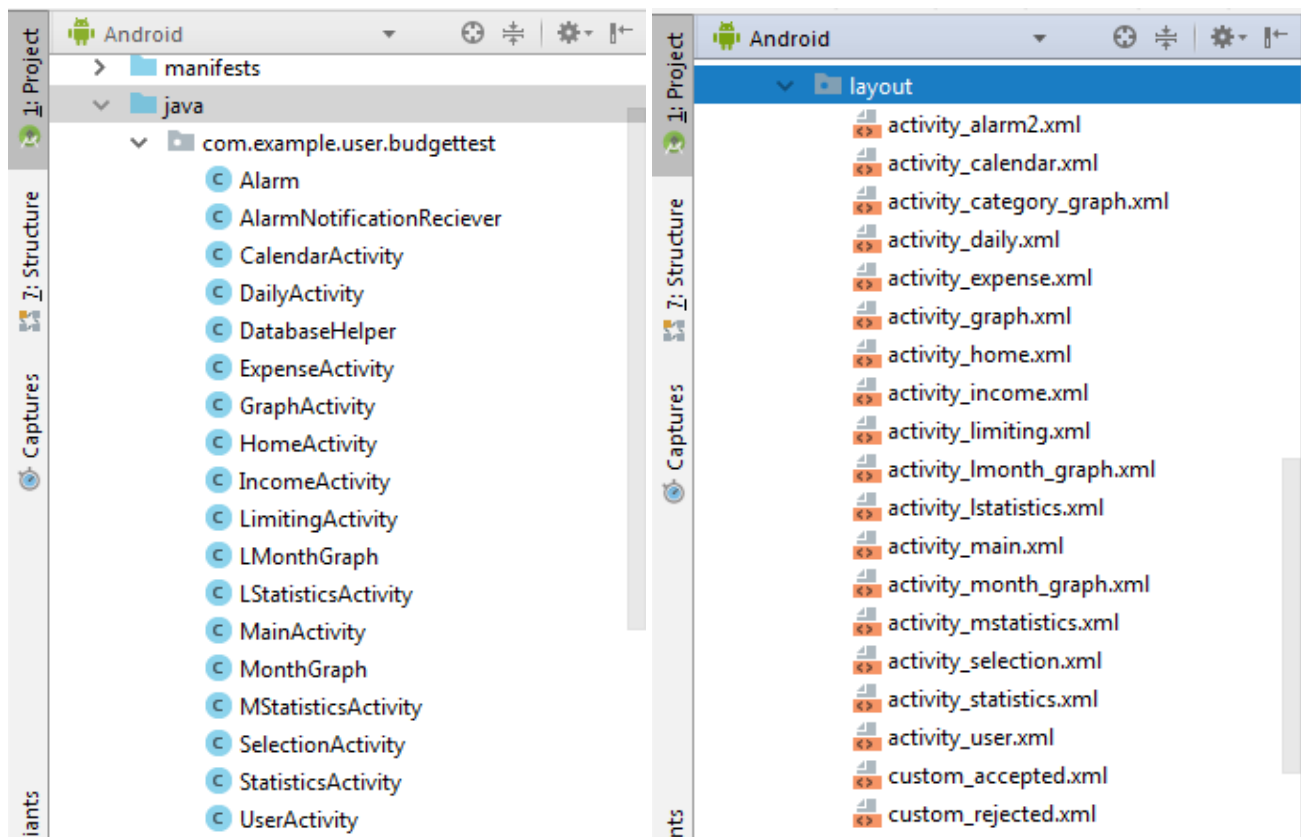 Android
manifests
java
com.example.user.budgettest
Alarm
AlarmNotificationReciever
CalendarActivity
DailyActivity
DatabaseHelper
ExpenseActivity
GraphActivity
HomeActivity
IncomeActivity
LimitingActivity
LMonthGraph
LStatisticsActivity
MainActivity
MonthGraph
MStatisticsActivity
SelectionActivity
StatisticsActivity
UserActivity
1: Project
7: Structure
Captures
iants
Android
layout
activity_alarm2.xml
activity_calendar.xml
activity_category_graph.xml
activity_daily.xml
activity_expense.xml
activity_graph.xml
activity_home.xml
activity_income.xml
activity_limiting.xml
activity_lmonth_graph.xml
activity_lstatistics.xml
activity_main.xml
activity_month_graph.xml
activity_mstatistics.xml
activity_selection.xml
activity_statistics.xml
activity_user.xml
custom_accepted.xml
custom_rejected.xml
1: Project
7: Structure
Captures
nts